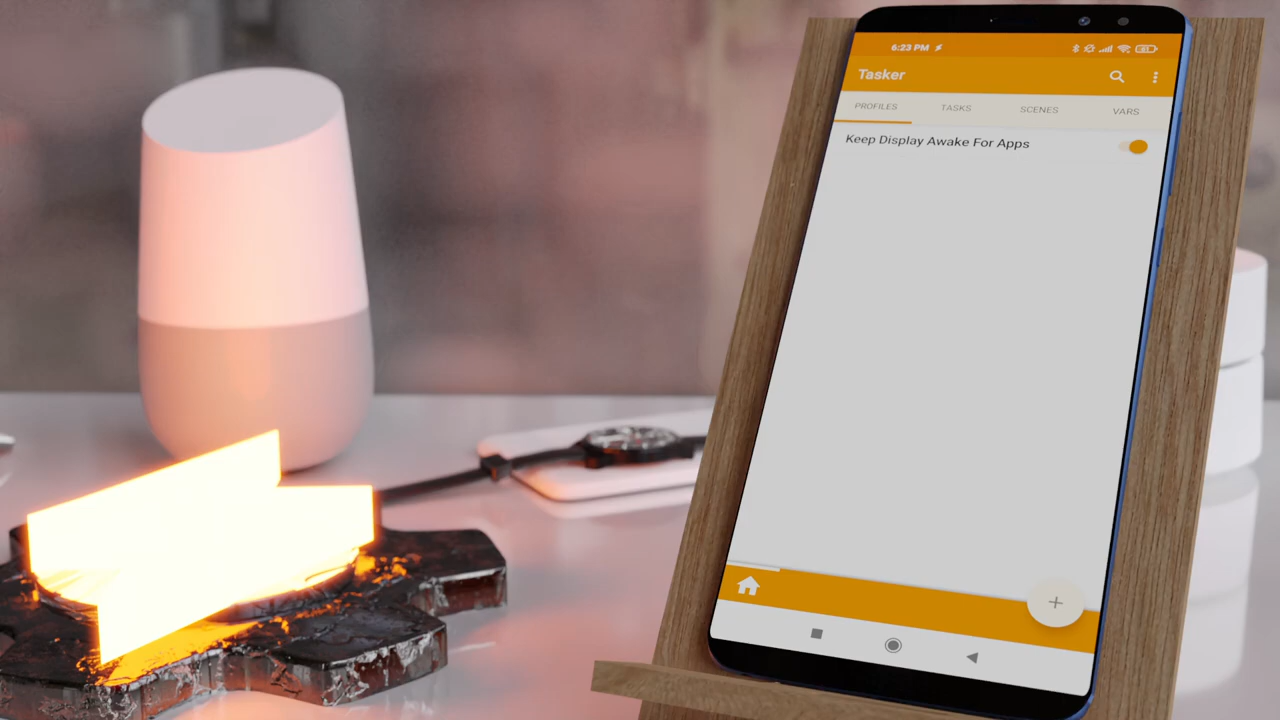 6:23 PM
Tasker
PROFILES TASKS SCENES VARS
Keep Display Awake For Apps